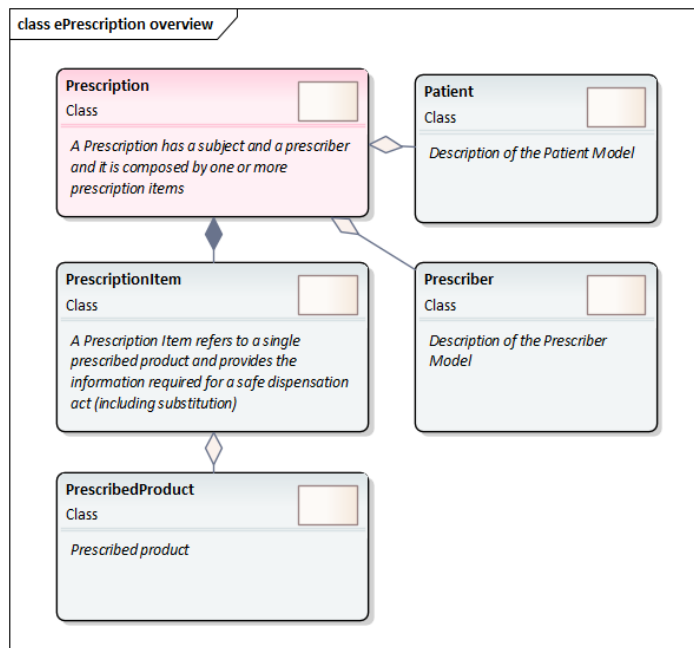 class ePrescription overview
Prescription
Class
A Prescription has a subject and a prescriber
and it is composed by one or more
prescription items
Patient
Class
Description of the Patient Model
PrescriptionItem
Class
A Prescription Item refers to a single
prescribed product and provides the
information required for a safe dispensation
act (including substitution)
Prescriber
Class
Description of the Prescriber
Model
PrescribedProduct
Class
Prescribed product